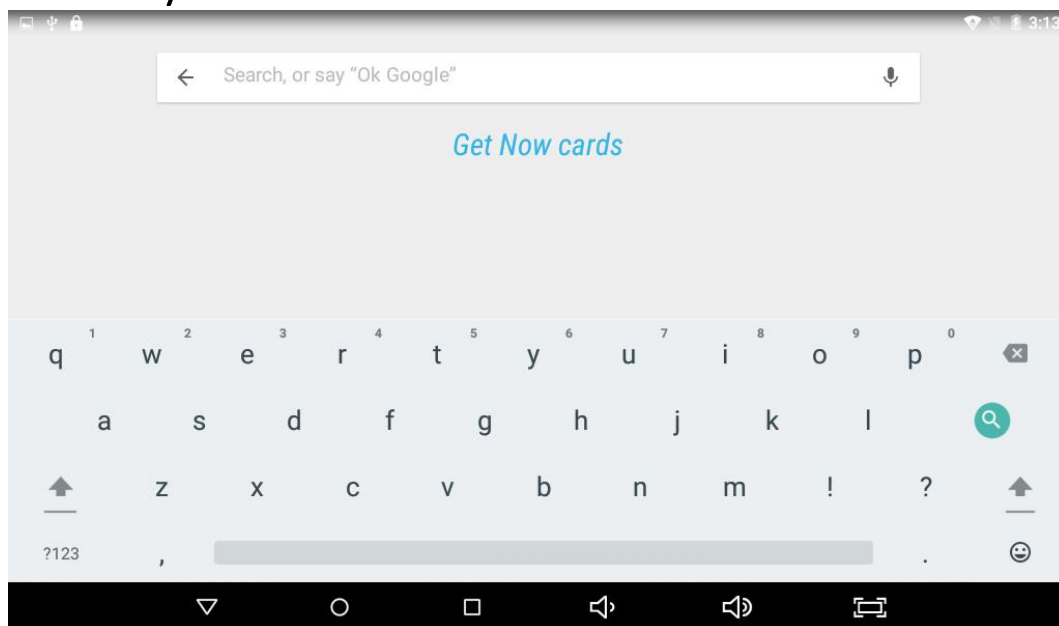 3:13
Search, or say “Ok Google”
Get Now cards
1 2 3 4 5 6 7 8 9 0
q w e r t y u i o p
a s d f g h j k l
z x c v b n m ! ?
?123 , .